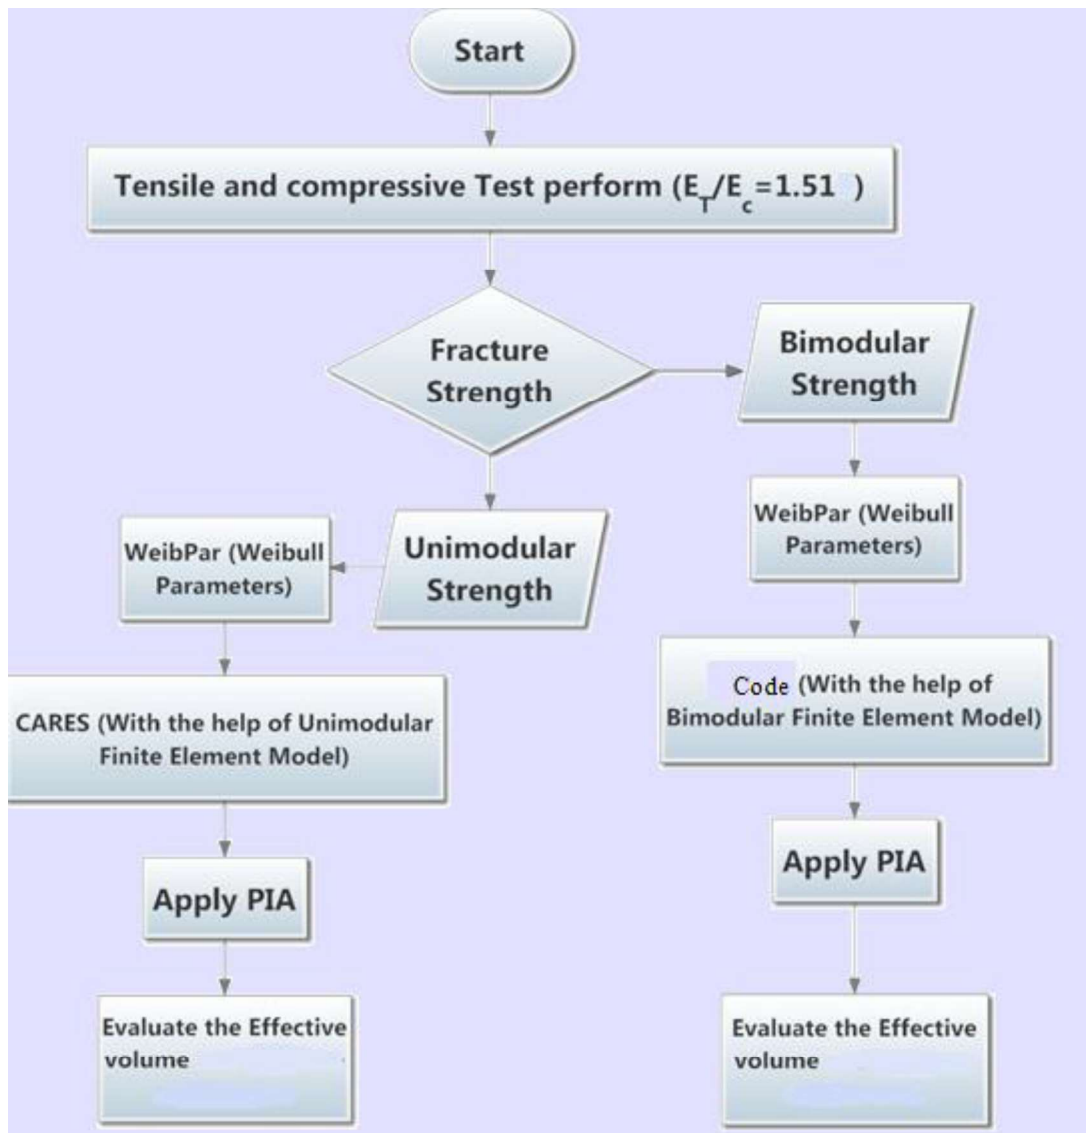 Start
Tensile and compressive Test perform (E_T/E_c=1.51 )
Fracture
Strength
Bimodular
Strength
Unimodular
Strength
WeibPar (Weibull
Parameters)
WeibPar (Weibull
Parameters)
CARES (With the help of Unimodular
Finite Element Model)
Code (With the help of
Bimodular Finite Element Model)
Apply PIA
Apply PIA
Evaluate the Effective
volume
Evaluate the Effective
volume